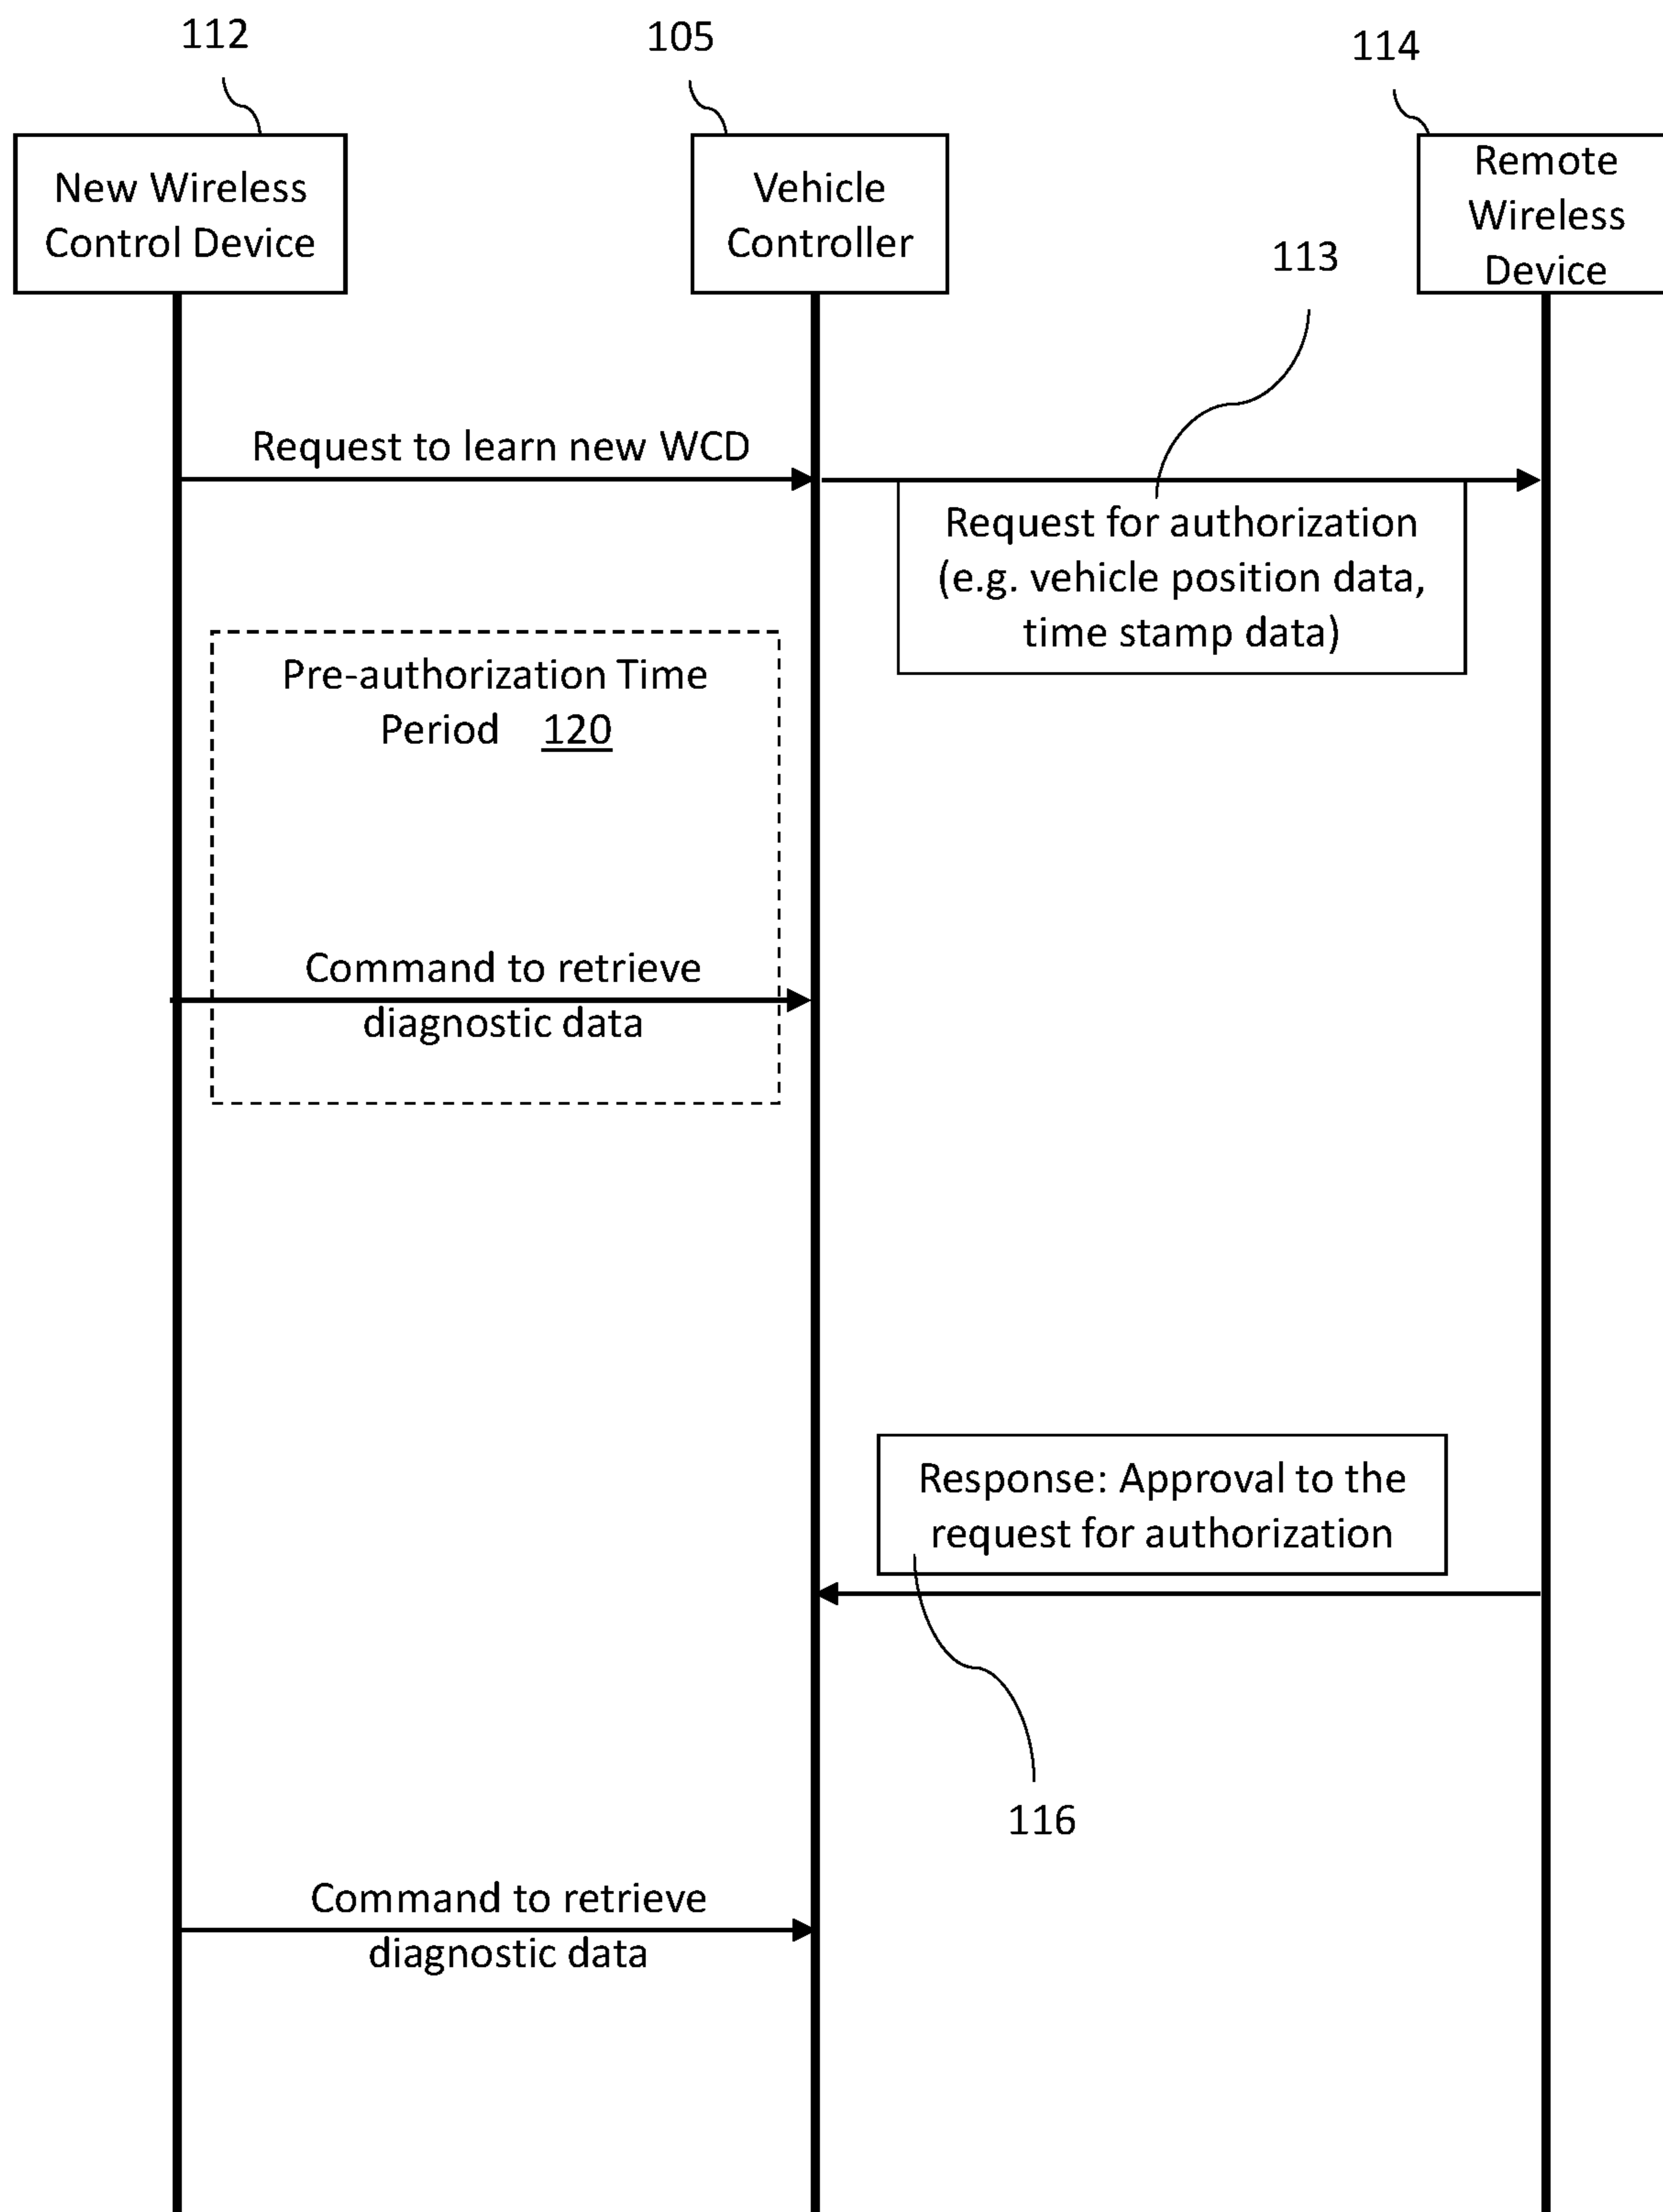 112
105
114
New Wireless
Control Device
Vehicle
Controller
Remote
Wireless
Device
113
Request to learn new WCD
Request for authorization
(e.g. vehicle position data,
time stamp data)
Pre-authorization Time
Period 120
Command to retrieve
diagnostic data
Response: Approval to the
request for authorization
116
Command to retrieve
diagnostic data